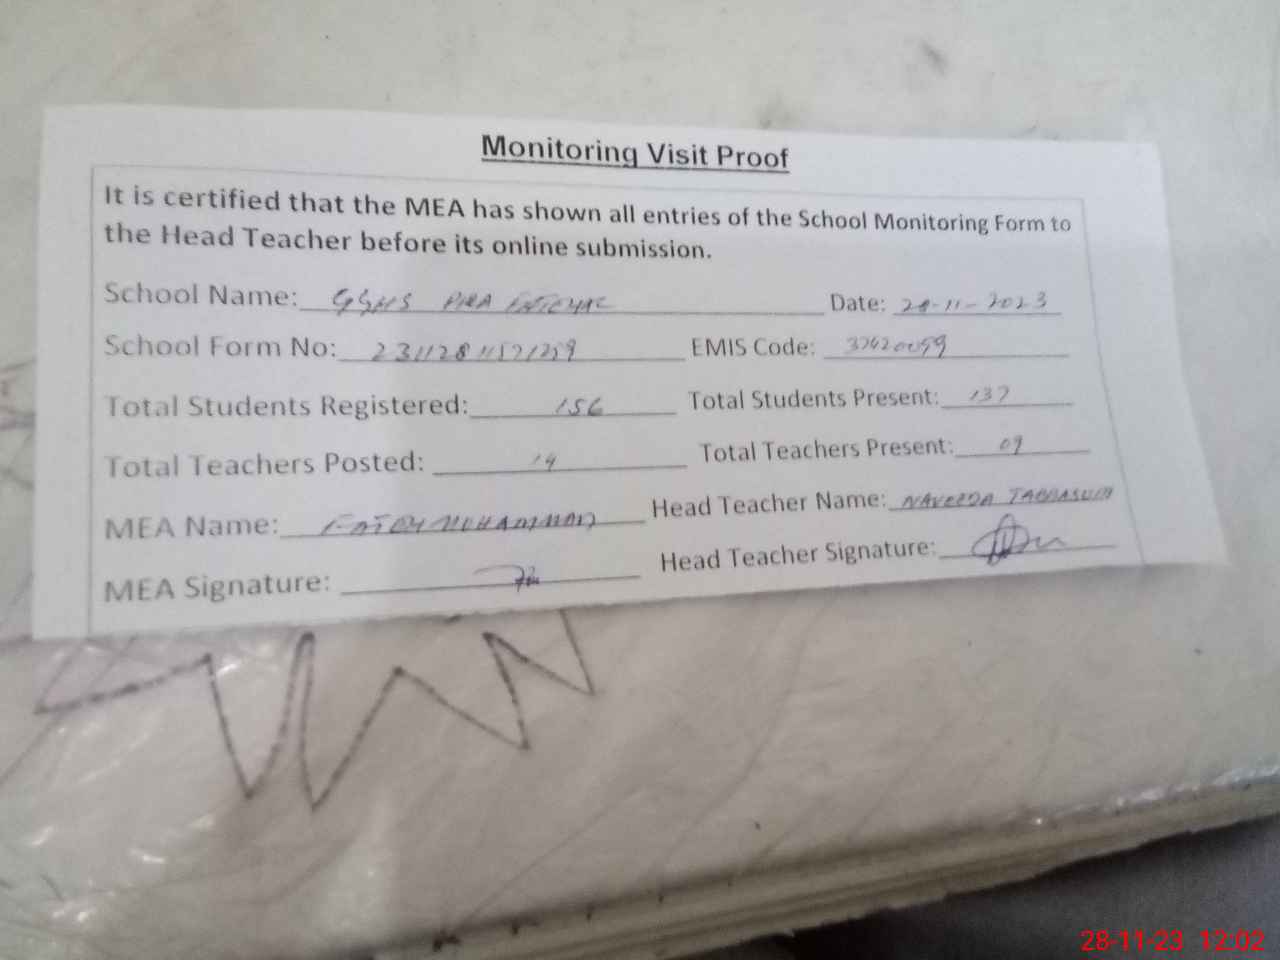 Monitoring Visit Proof
It is certified that the MEA has shown all entries of the School Monitoring Form to
the Head Teacher before its online submission.
School Name: GGHS Date: 28-11-2023
School Form No: EMIS Code:
Total Students Registered: 156 Total Students Present: 137
Total Teachers Posted: 14 Total Teachers Present: 09
MEA Name: FATEH MUHAMMAD Head Teacher Name: NAVEEDA TABBASUM
MEA Signature: Head Teacher Signature:
28-11-23 12:02